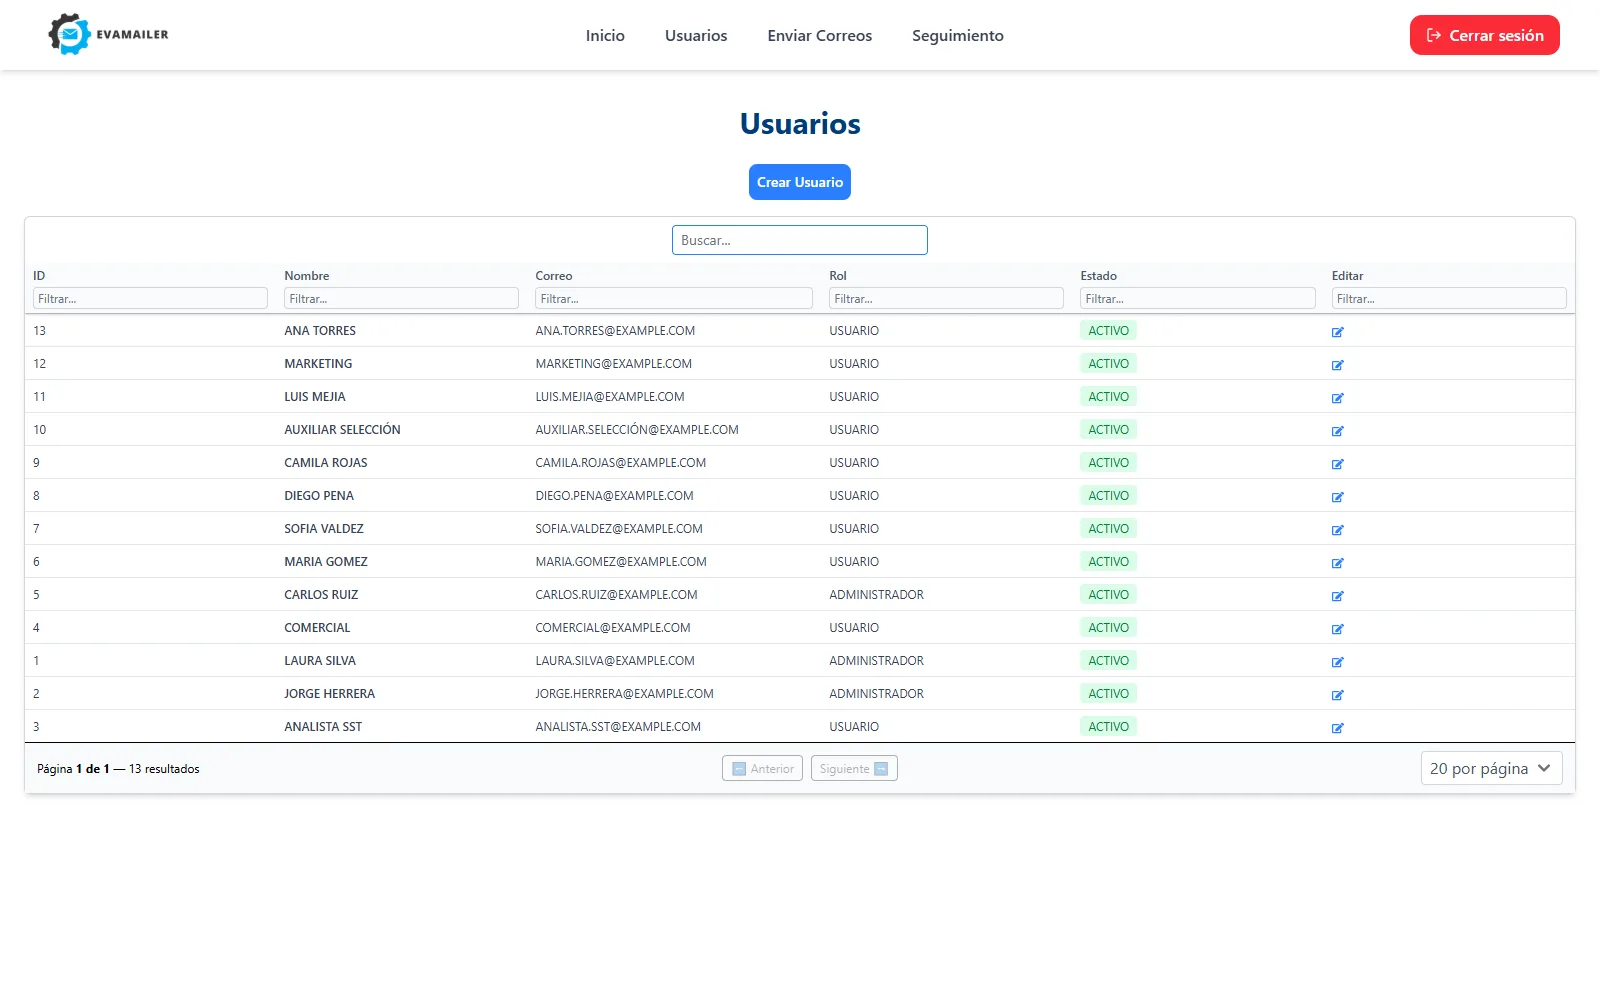 EVAMAILER Inicio Usuarios Enviar Correos Seguimiento Cerrar sesión
Usuarios
Crear Usuario
Buscar...
ID Nombre Correo Rol Estado Editar
Filtrar... Filtrar... Filtrar... Filtrar... Filtrar... Filtrar...
13 ANA TORRES ANA.TORRES@EXAMPLE.COM USUARIO ACTIVO
12 MARKETING MARKETING@EXAMPLE.COM USUARIO ACTIVO
11 LUIS MEJIA LUIS.MEJIA@EXAMPLE.COM USUARIO ACTIVO
10 AUXILIAR SELECCIÓN AUXILIAR.SELECCIÓN@EXAMPLE.COM USUARIO ACTIVO
9 CAMILA ROJAS CAMILA.ROJAS@EXAMPLE.COM USUARIO ACTIVO
8 DIEGO PENA DIEGO.PENA@EXAMPLE.COM USUARIO ACTIVO
7 SOFIA VALDEZ SOFIA.VALDEZ@EXAMPLE.COM USUARIO ACTIVO
6 MARIA GOMEZ MARIA.GOMEZ@EXAMPLE.COM USUARIO ACTIVO
5 CARLOS RUIZ CARLOS.RUIZ@EXAMPLE.COM ADMINISTRADOR ACTIVO
4 COMERCIAL COMERCIAL@EXAMPLE.COM USUARIO ACTIVO
1 LAURA SILVA LAURA.SILVA@EXAMPLE.COM ADMINISTRADOR ACTIVO
2 JORGE HERRERA JORGE.HERRERA@EXAMPLE.COM ADMINISTRADOR ACTIVO
3 ANALISTA SST ANALISTA.SST@EXAMPLE.COM USUARIO ACTIVO
Página 1 de 1 — 13 resultados Anterior Siguiente 20 por página